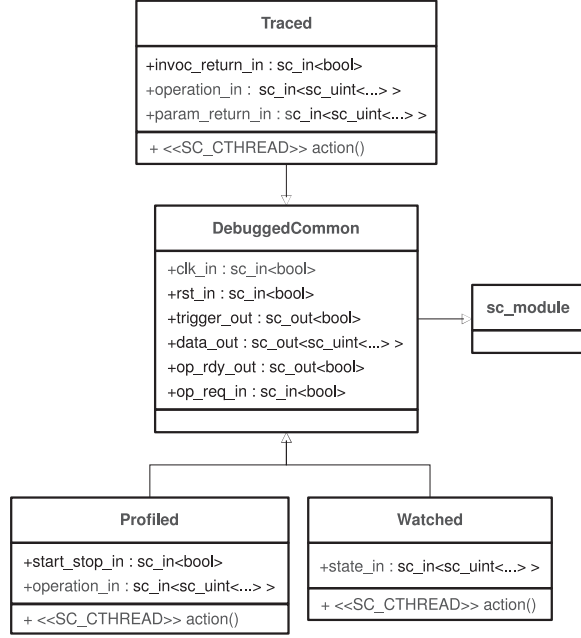 Traced
+invoc_return_in : sc_in<bool>
+operation_in : sc_in<sc_uint<...> >
+param_return_in : sc_in<sc_uint<...> >
+ <<SC_CTHREAD>> action()
DebuggedCommon
+clk_in : sc_in<bool>
+rst_in : sc_in<bool>
+trigger_out : sc_out<bool>
+data_out : sc_out<sc_uint<...> >
+op_rdy_out : sc_out<bool>
+op_req_in : sc_in<bool>
sc_module
Profiled
+start_stop_in : sc_in<bool>
+operation_in : sc_in<sc_uint<...> >
+ <<SC_CTHREAD>> action()
Watched
+state_in : sc_in<sc_uint<...> >
+ <<SC_CTHREAD>> action()